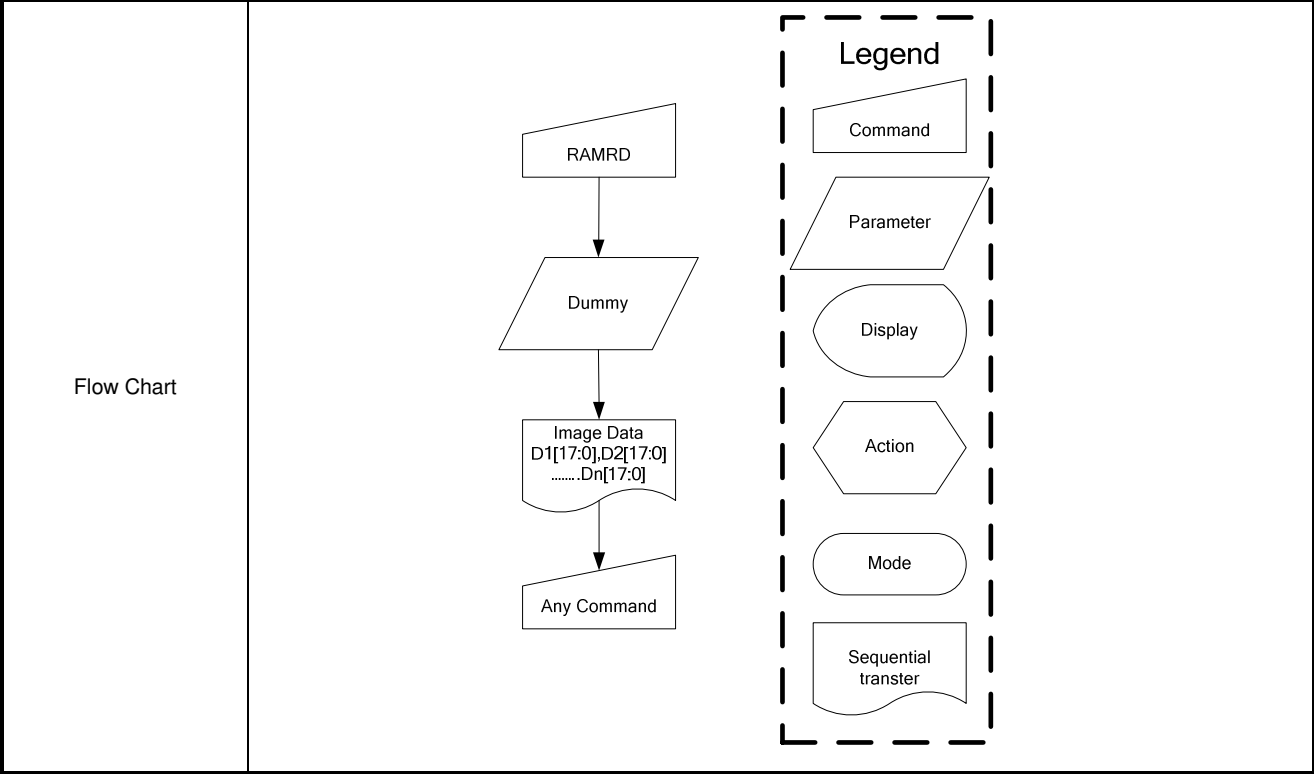 Flow Chart
RAMRD
Dummy
Image Data
D1[17:0],D2[17:0]
........Dn[17:0]
Any Command
Legend
Command
Parameter
Display
Action
Mode
Sequential
transter